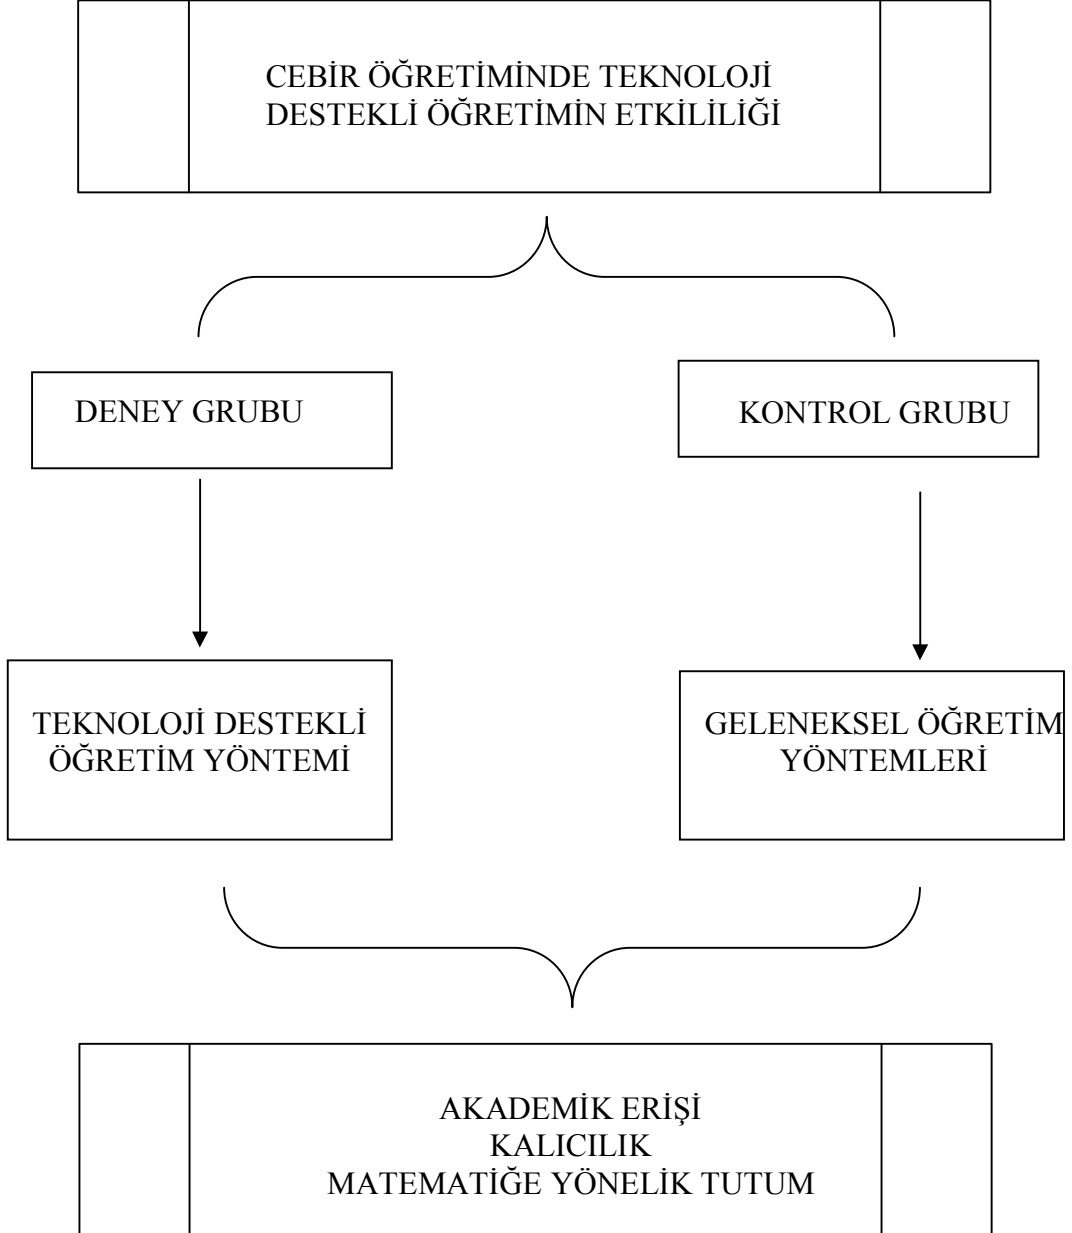 CEBİR ÖĞRETİMİNDE TEKNOLOJİ
DESTEKLİ ÖĞRETİMİN ETKİLİLİĞİ
DENEY GRUBU
KONTROL GRUBU
TEKNOLOJİ DESTEKLİ
ÖĞRETİM YÖNTEMİ
GELENEKSEL ÖĞRETİM
YÖNTEMLERİ
AKADEMİK ERİŞİ
KALICILIK
MATEMATİĞE YÖNELİK TUTUM